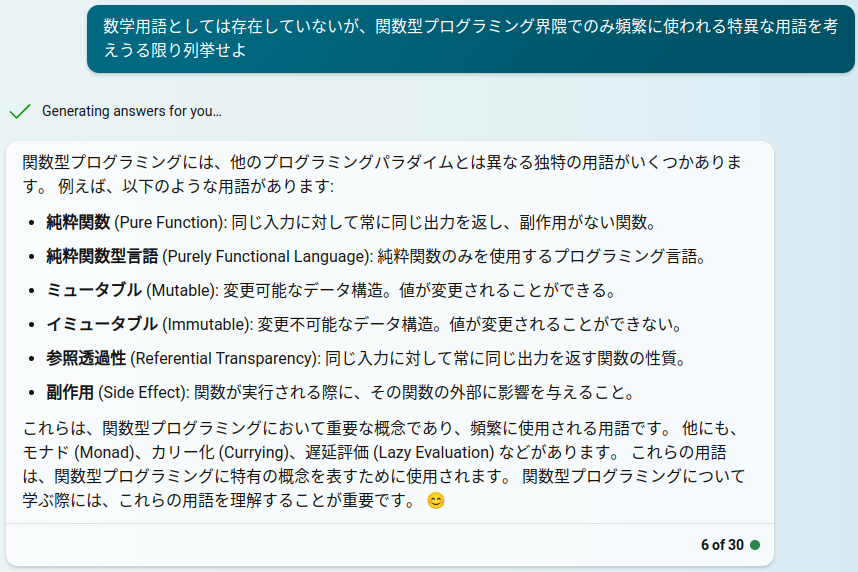 数学用語としては存在していないが、関数型プログラミング界隈でのみ頻繁に使われる特異な用語を考
えうる限り列挙せよ
Generating answers for you…
関数型プログラミングには、他のプログラミングパラダイムとは異なる独特の用語がいくつかありま
す。 例えば、以下のような用語があります:
• 純粋関数 (Pure Function): 同じ入力に対して常に同じ出力を返し、副作用がない関数。
• 純粋関数型言語 (Purely Functional Language): 純粋関数のみを使用するプログラミング言語。
• ミュータブル (Mutable): 変更可能なデータ構造。値が変更されることができる。
• イミュータブル (Immutable): 変更不可能なデータ構造。値が変更されることができない。
• 参照透過性 (Referential Transparency): 同じ入力に対して常に同じ出力を返す関数の性質。
• 副作用 (Side Effect): 関数が実行される際に、その関数の外部に影響を与えること。
これらは、関数型プログラミングにおいて重要な概念であり、頻繁に使用される用語です。 他にも、
モナド (Monad)、カリー化 (Currying)、遅延評価 (Lazy Evaluation) などがあります。 これらの用語
は、関数型プログラミングに特有の概念を表すために使用されます。 関数型プログラミングについて
学ぶ際には、これらの用語を理解することが重要です。 😊
6 of 30